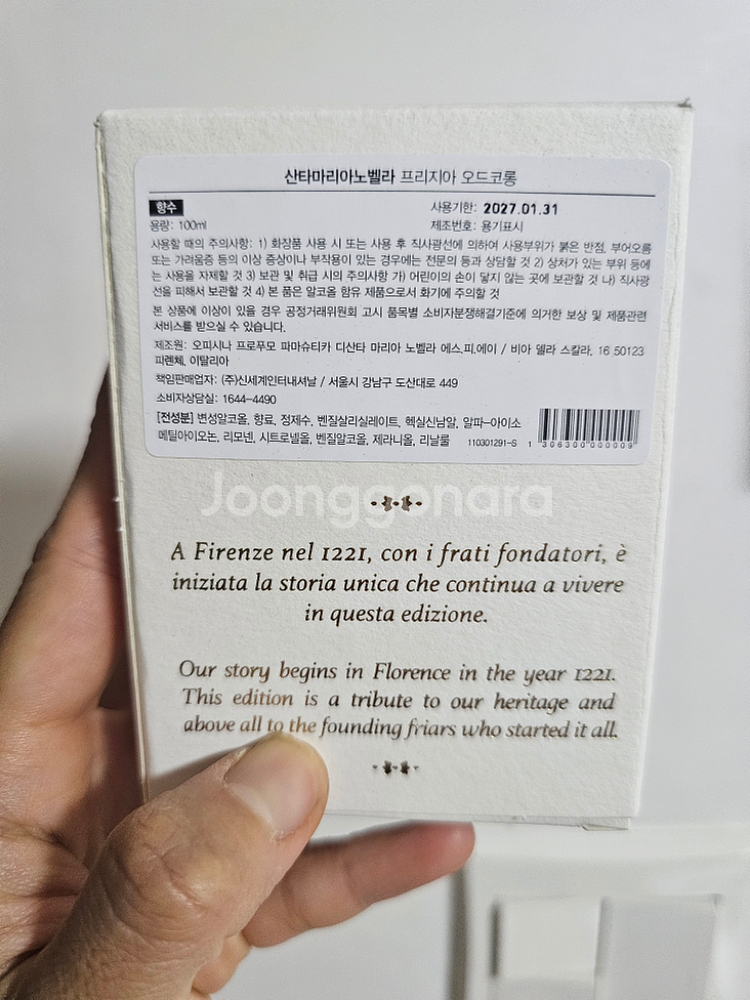 산타마리아노벨라 프리지아 오드코롱
향수
사용기한: 2027.01.31
용량: 100ml
제조번호: 용기표시
사용할 때의 주의사항: 1) 화장품 사용 시 또는 사용 후 직사광선에 의하여 사용부위가 붉은 반점, 부어오름
또는 가려움증 등의 이상 증상이나 부작용이 있는 경우에는 전문의 등과 상담할 것 2) 상처가 있는 부위 등에
는 사용을 자제할 것 3) 보관 및 취급 시의 주의사항 가) 어린이의 손이 닿지 않는 곳에 보관할 것 나) 직사광
선을 피해서 보관할 것 4) 본 품은 알코올 함유 제품으로서 화기에 주의할 것
본 상품에 이상이 있을 경우 공정거래위원회 고시 품목별 소비자분쟁해결기준에 의거한 보상 및 제품관련
서비스를 받으실 수 있습니다.
제조원: 오피시나 프로푸모 파마슈티카 디산타 마리아 노벨라 에스.피.에이 / 비아 델라 스칼라, 16 50123
피렌체, 이탈리아
책임판매업자: (주)신세계인터내셔날 / 서울시 강남구 도산대로 449
소비자상담실: 1644-4490
[전성분] 변성알코올, 향료, 정제수, 벤질살리실레이트, 헥실신남알, 알파-아이소
메틸아이오논, 리모넨, 시트로넬올, 벤질알코올, 제라니올, 리날룰
110301291-S
1 306300 000009
Joonggonara
A Firenze nel 1221, con i frati fondatori, è
iniziata la storia unica che continua a vivere
in questa edizione.
Our story begins in Florence in the year 1221.
This edition is a tribute to our heritage and
above all to the founding friars who started it all.